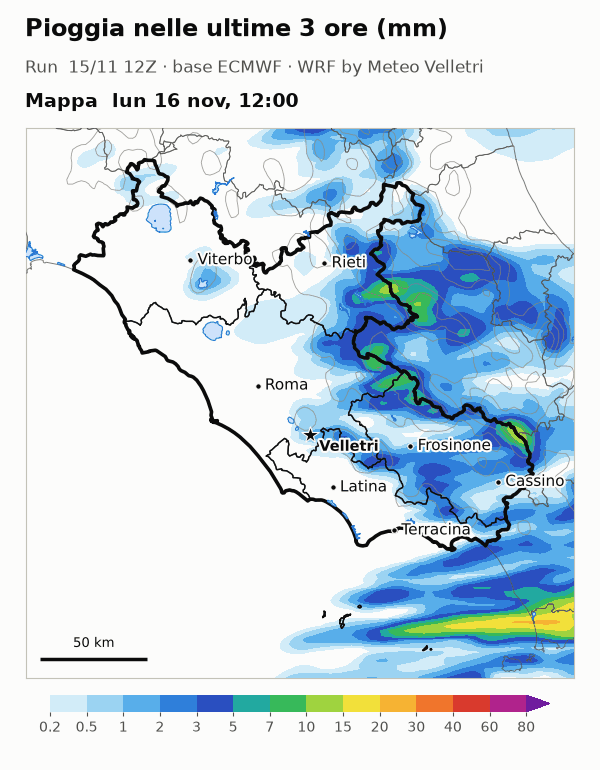 Pioggia nelle ultime 3 ore (mm)
Run  15/11 12Z · base ECMWF · WRF by Meteo Velletri
Mappa  lun 16 nov, 12:00
Viterbo
Rieti
Roma
Velletri
Frosinone
Latina
Cassino
Terracina
50 km
0.2 0.5 1 2 3 5 7 10 15 20 30 40 60 80